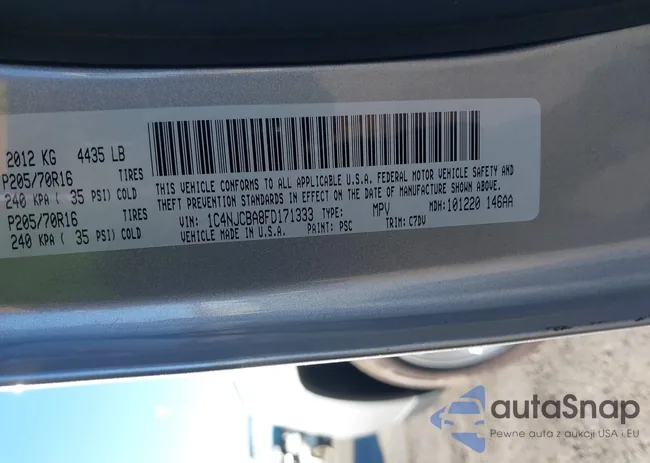 2012 KG 4435 LB
P205/70R16 TIRES
240 KPA ( 35 PSI) COLD
P205/70R16 TIRES
240 KPA ( 35 PSI) COLD
THIS VEHICLE CONFORMS TO ALL APPLICABLE U.S.A. FEDERAL MOTOR VEHICLE SAFETY AND
THEFT PREVENTION STANDARDS IN EFFECT ON THE DATE OF MANUFACTURE SHOWN ABOVE.
VIN: 1C4NJCBA8FD171333 TYPE: MPV MDH:101220 146AA
VEHICLE MADE IN U.S.A. PAINT: PSC TRIM: C7DV
autaSnap
Pewne auta z aukcji USA i EU